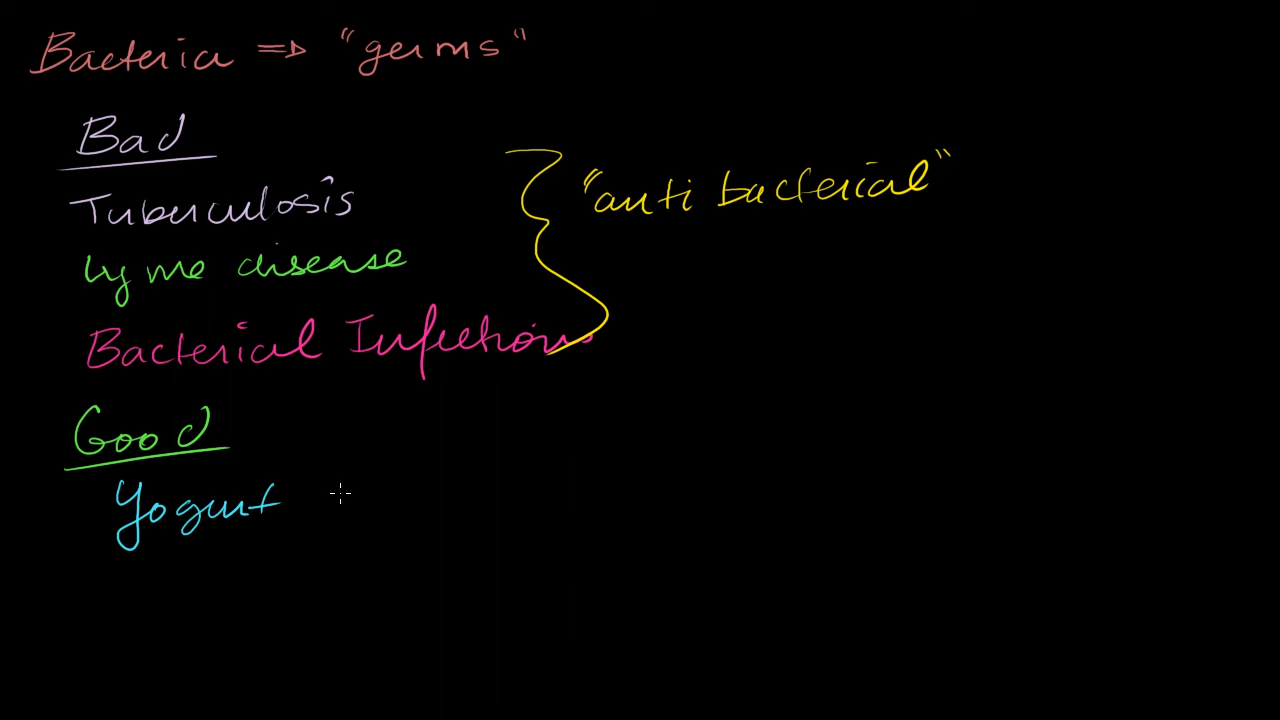 Bacteria ⇒ "germs"
Bad
Tuberculosis
"anti bacterial"
Lyme disease
Bacterial Infections
Good
Yogurt